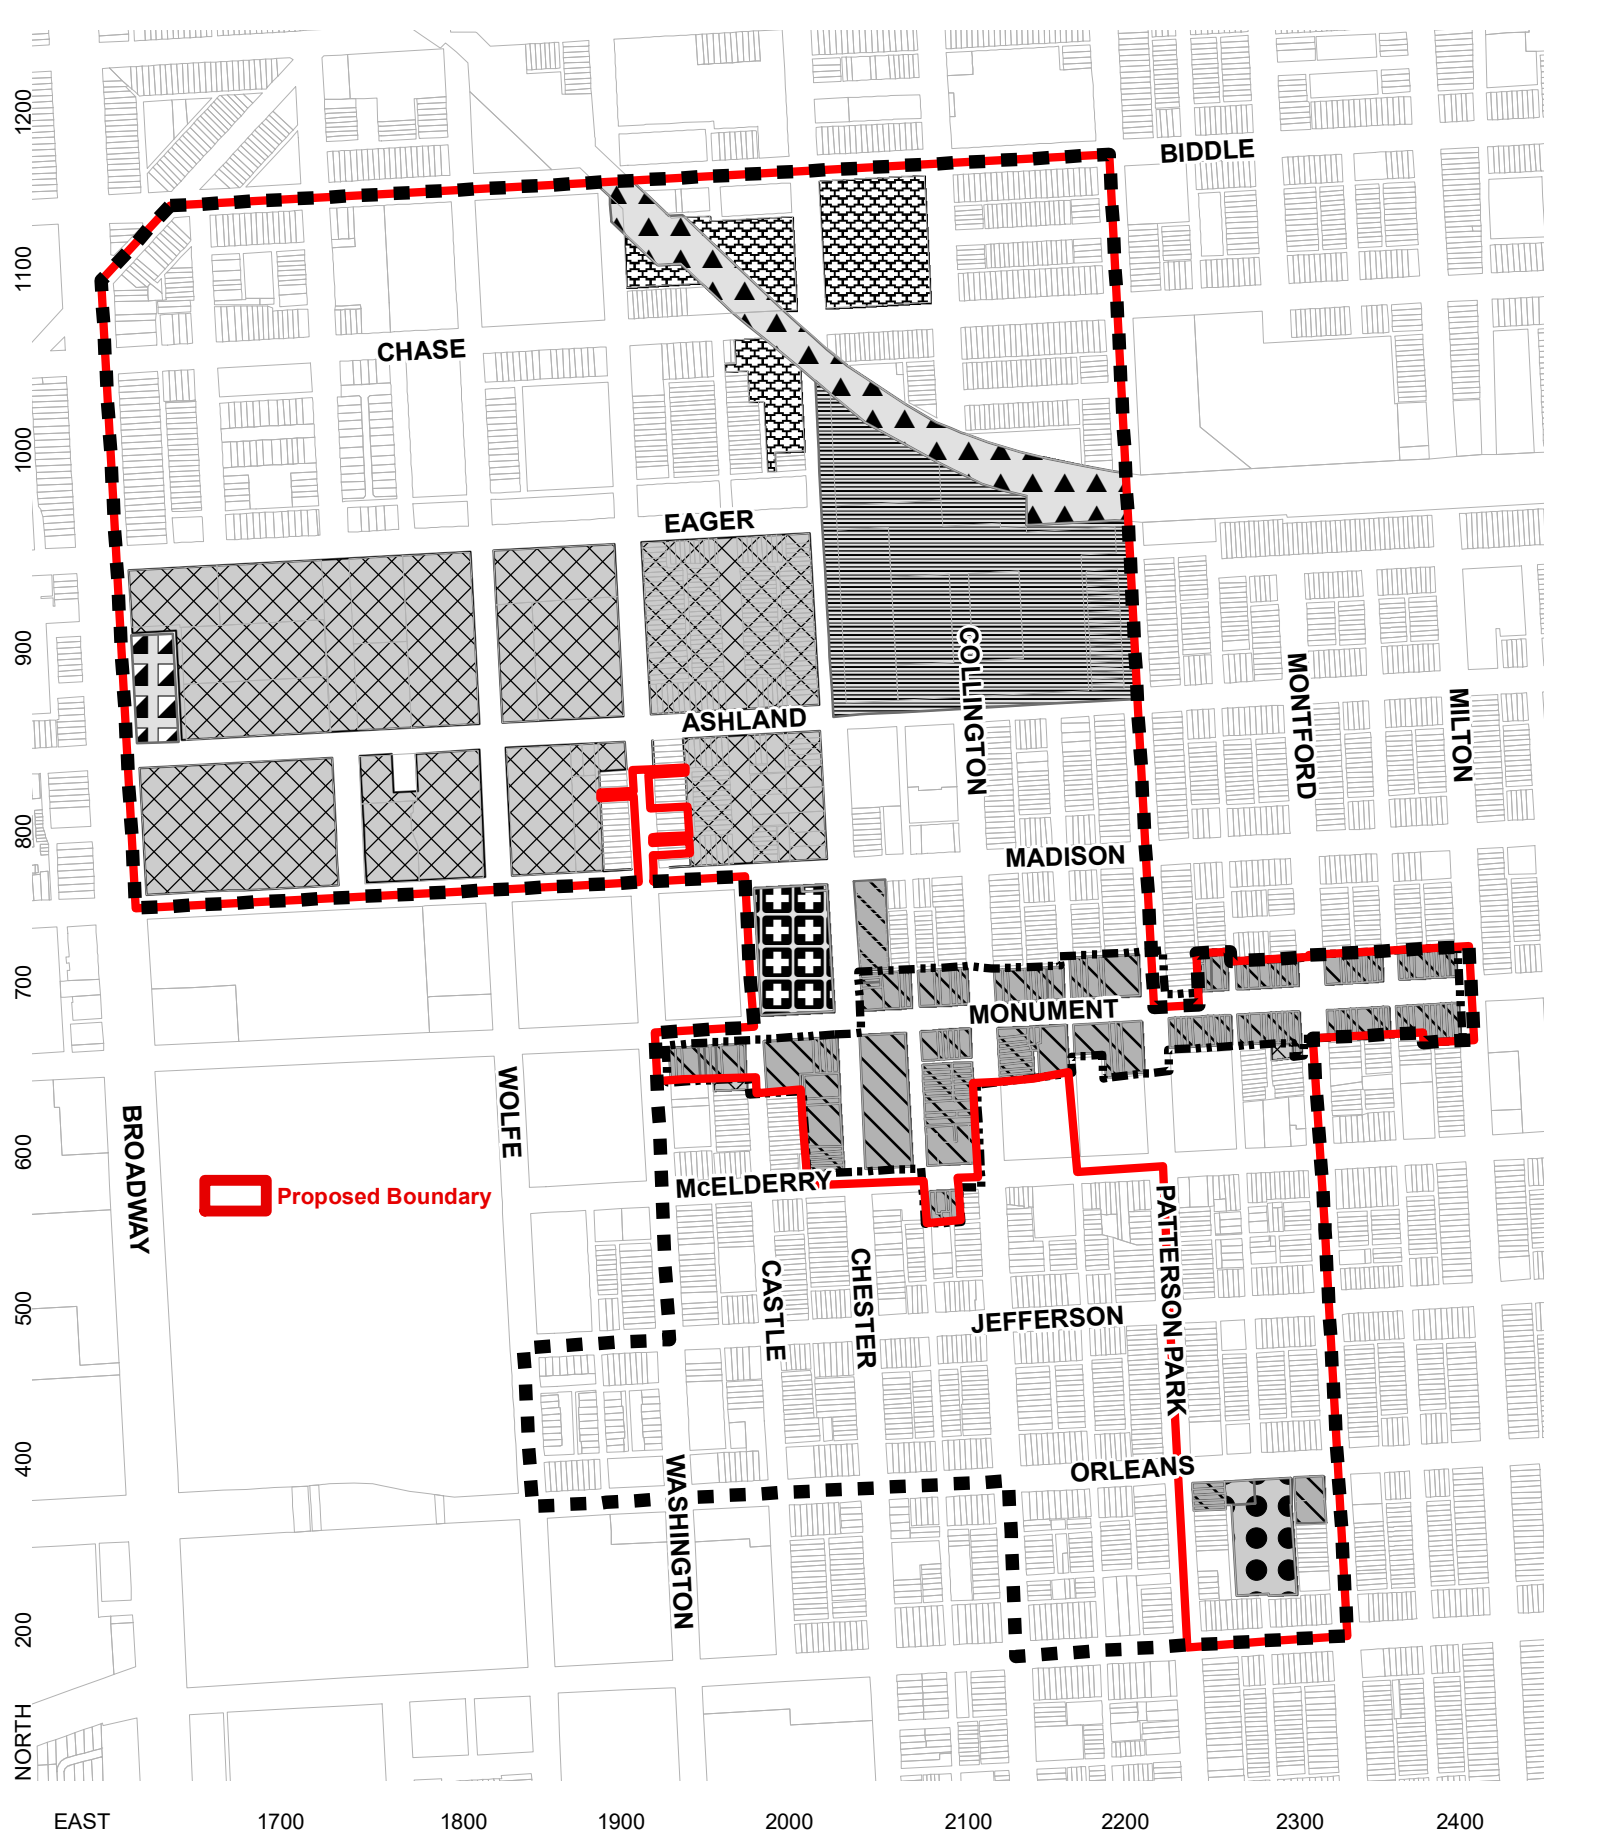 1200
BIDDLE
1100
CHASE
1000
EAGER
900
COLLINGTON
MONTFORD
MILTON
ASHLAND
800
MADISON
700
MONUMENT
WOLFE
BROADWAY
600
McELDERRY
Proposed Boundary
PATTERSON PARK
CASTLE
CHESTER
500
JEFFERSON
400
WASHINGTON
ORLEANS
200
NORTH
EAST 1700 1800 1900 2000 2100 2200 2300 2400